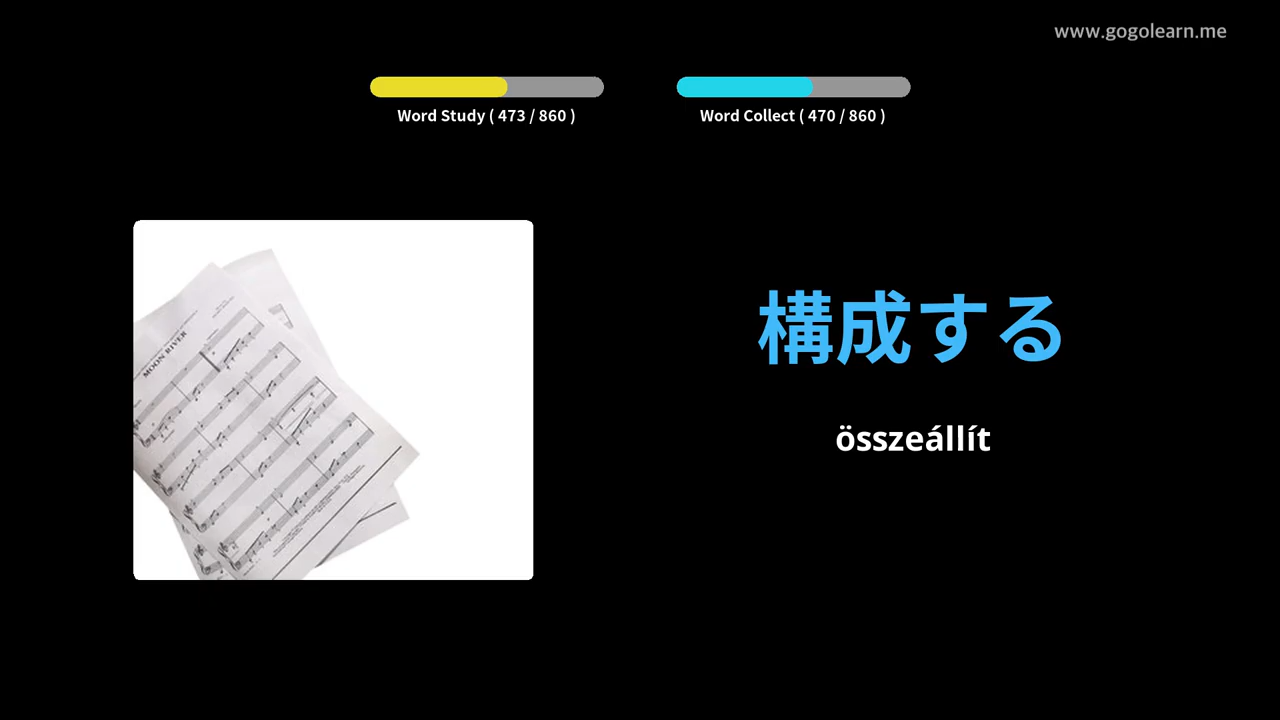 www.gogolearn.me
Word Study ( 473 / 860 )
Word Collect ( 470 / 860 )
MOON RIVER
構成する
összeállít